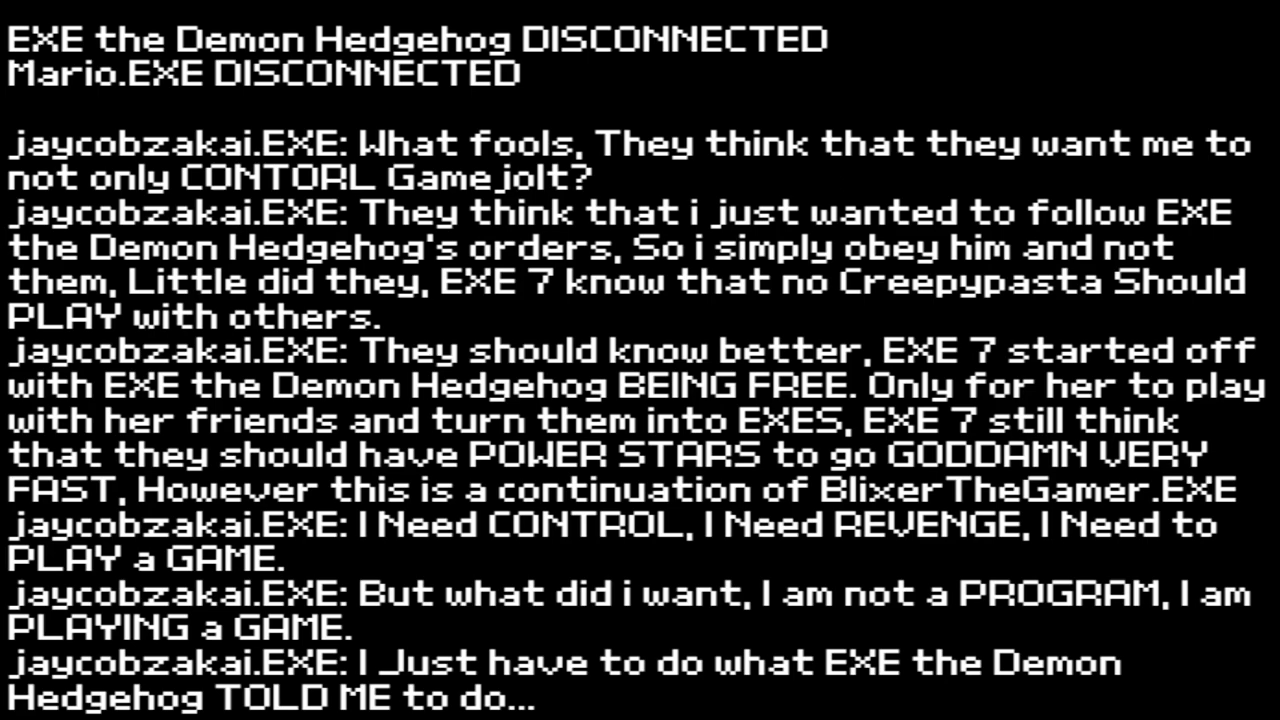 EXE the Demon Hedgehog DISCONNECTED
Mario.EXE DISCONNECTED
jaycobzakai.EXE: What fools, They think that they want me to
not only CONTORL Gamejolt?
jaycobzakai.EXE: They think that i just wanted to follow EXE
the Demon Hedgehog's orders, So i simply obey him and not
them, Little did they, EXE 7 know that no Creepypasta Should
PLAY with others.
jaycobzakai.EXE: They should know better, EXE 7 started off
with EXE the Demon Hedgehog BEING FREE. Only for her to play
with her friends and turn them into EXES, EXE 7 still think
that they should have POWER STARS to go GODDAMN VERY
FAST, However this is a continuation of BlixerTheGamer.EXE
jaycobzakai.EXE: I Need CONTROL, I Need REVENGE, I Need to
PLAY a GAME.
jaycobzakai.EXE: But what did i want, I am not a PROGRAM, I am
PLAYING a GAME.
jaycobzakai.EXE: I Just have to do what EXE the Demon
Hedgehog TOLD ME to do...